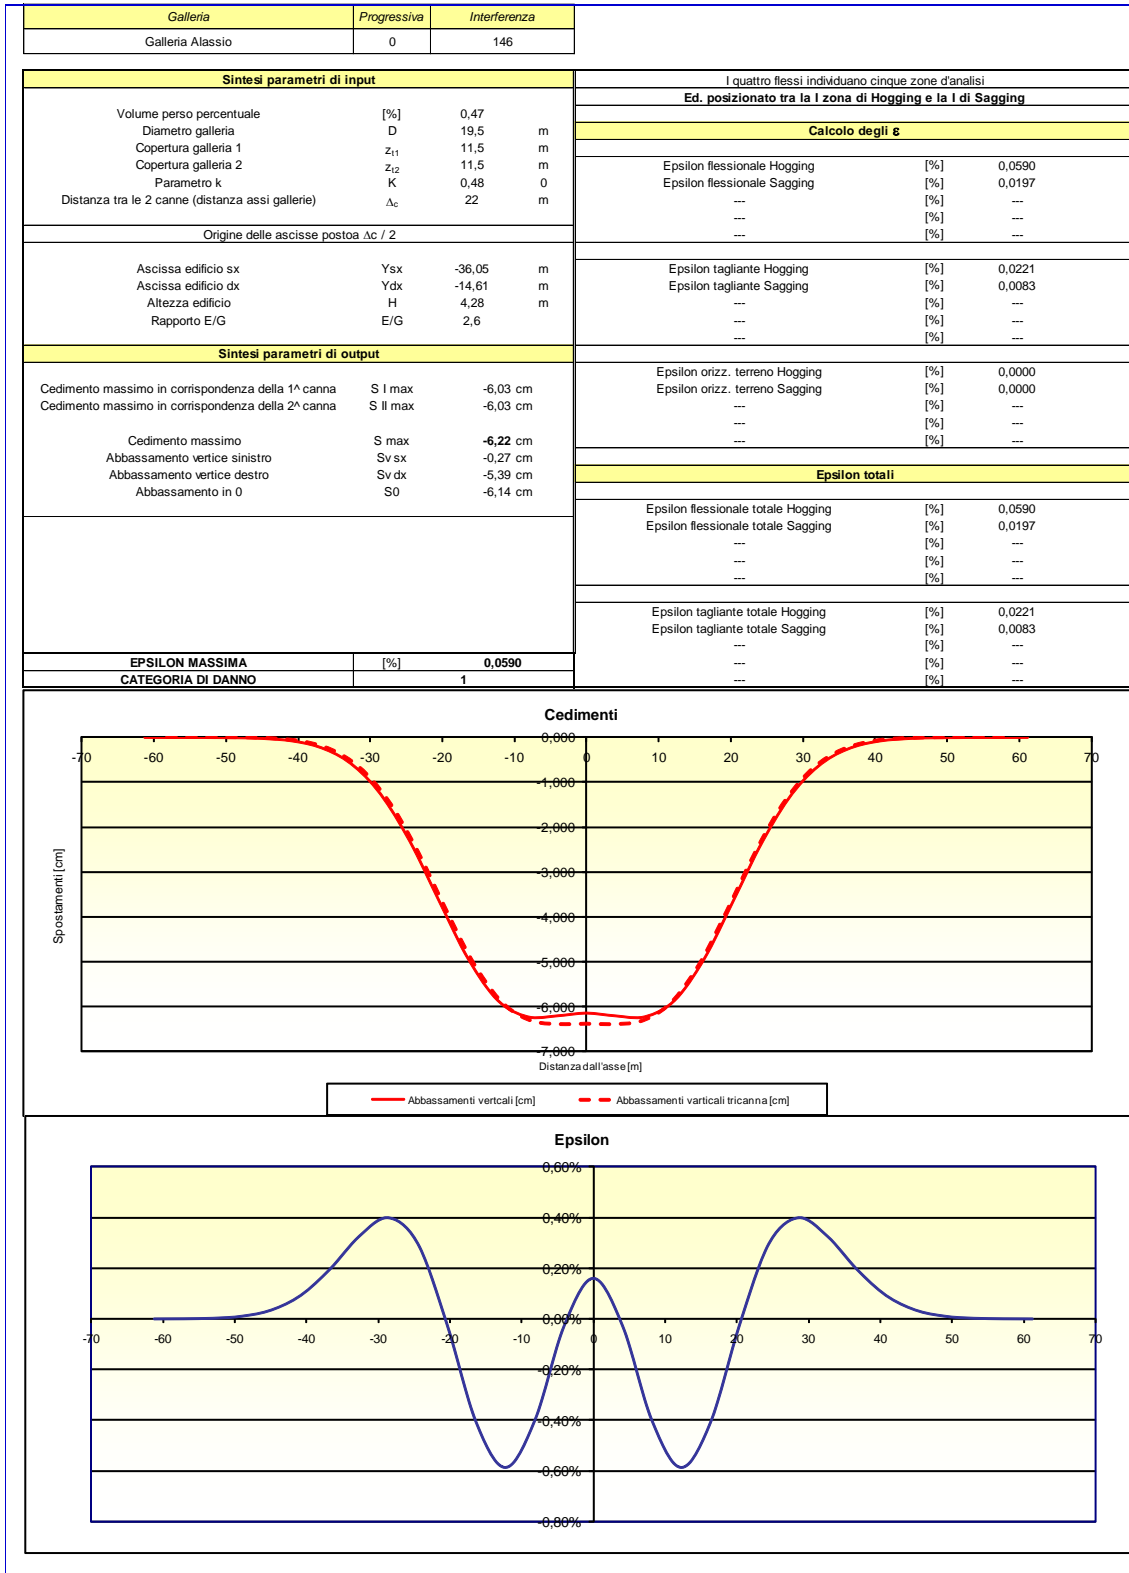 Galleria Progressiva Interferenza
Galleria Alassio 0 146
Sintesi parametri di input
Volume perso percentuale [%] 0,47
Diametro galleria D 19,5 m
Copertura galleria 1 zt1 11,5 m
Copertura galleria 2 zt2 11,5 m
Parametro k K 0,48 0
Distanza tra le 2 canne (distanza assi gallerie) Δc 22 m
Origine delle ascisse postoa Δc / 2
Ascissa edificio sx Ysx -36,05 m
Ascissa edificio dx Ydx -14,61 m
Altezza edificio H 4,28 m
Rapporto E/G E/G 2,6
Sintesi parametri di output
Cedimento massimo in corrispondenza della 1^ canna S I max -6,03 cm
Cedimento massimo in corrispondenza della 2^ canna S II max -6,03 cm
Cedimento massimo S max -6,22 cm
Abbassamento vertice sinistro Sv sx -0,27 cm
Abbassamento vertice destro Sv dx -5,39 cm
Abbassamento in 0 S0 -6,14 cm
EPSILON MASSIMA [%] 0,0590
CATEGORIA DI DANNO 1
I quattro flessi individuano cinque zone d'analisi
Ed. posizionato tra la I zona di Hogging e la I di Sagging
Calcolo degli ε
Epsilon flessionale Hogging [%] 0,0590
Epsilon flessionale Sagging [%] 0,0197
--- [%] ---
--- [%] ---
--- [%] ---
Epsilon tagliante Hogging [%] 0,0221
Epsilon tagliante Sagging [%] 0,0083
--- [%] ---
--- [%] ---
--- [%] ---
Epsilon orizz. terreno Hogging [%] 0,0000
Epsilon orizz. terreno Sagging [%] 0,0000
--- [%] ---
--- [%] ---
--- [%] ---
Epsilon totali
Epsilon flessionale totale Hogging [%] 0,0590
Epsilon flessionale totale Sagging [%] 0,0197
--- [%] ---
--- [%] ---
--- [%] ---
Epsilon tagliante totale Hogging [%] 0,0221
Epsilon tagliante totale Sagging [%] 0,0083
--- [%] ---
--- [%] ---
--- [%] ---
Cedimenti
0,000
-70 -60 -50 -40 -30 -20 -10 0 10 20 30 40 50 60 70
-1,000
-2,000
-3,000
-4,000
-5,000
-6,000
-7,000
Spostamenti [cm]
Distanza dall'asse [m]
Abbassamenti vertcali [cm] Abbassamenti varticali tricanna [cm]
Epsilon
0,60%
0,40%
0,20%
0,00%
-70 -60 -50 -40 -30 -20 -10 0 10 20 30 40 50 60 70
-0,20%
-0,40%
-0,60%
-0,80%